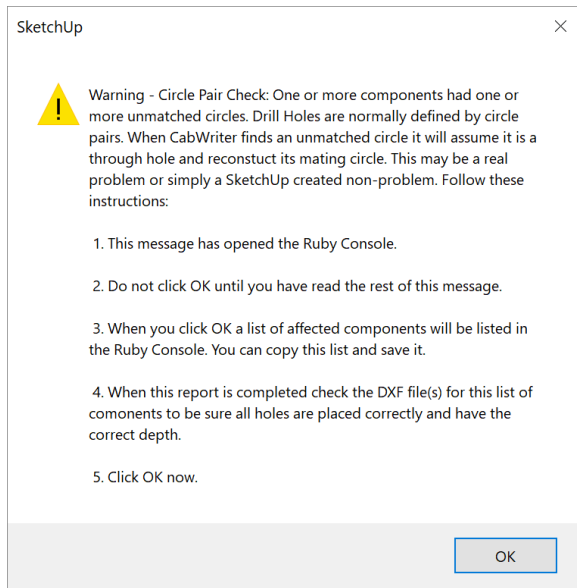 SketchUp
Warning - Circle Pair Check: One or more components had one or
more unmatched circles. Drill Holes are normally defined by circle
pairs. When CabWriter finds an unmatched circle it will assume it is a
through hole and reconstuct its mating circle. This may be a real
problem or simply a SketchUp created non-problem. Follow these
instructions:
1. This message has opened the Ruby Console.
2. Do not click OK until you have read the rest of this message.
3. When you click OK a list of affected components will be listed in
the Ruby Console. You can copy this list and save it.
4. When this report is completed check the DXF file(s) for this list of
comonents to be sure all holes are placed correctly and have the
correct depth.
5. Click OK now.
OK